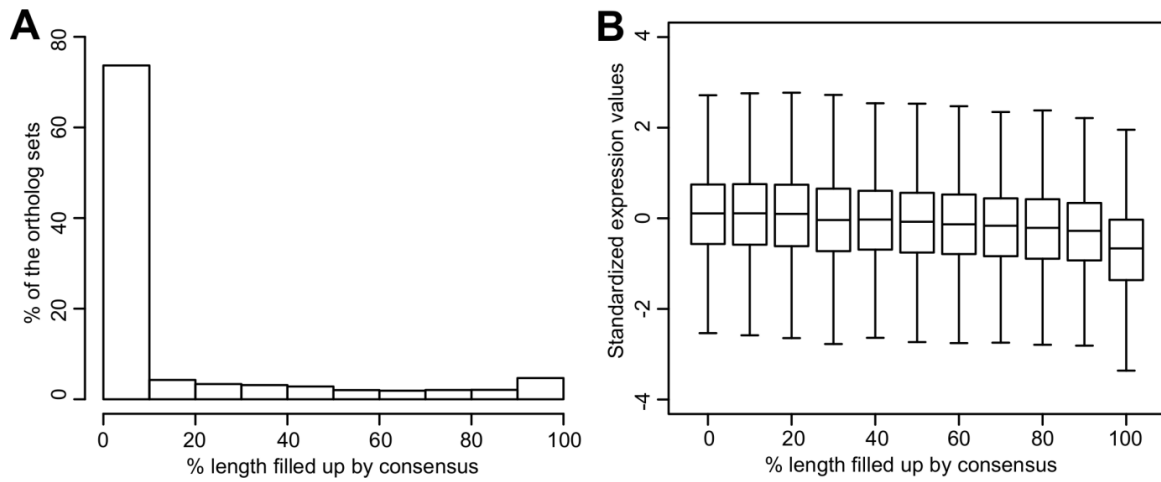 A
80
60
40
20
0
% of the ortholog sets
0 20 40 60 80 100
% length filled up by consensus
B
4
2
0
-2
-4
Standardized expression values
0 20 40 60 80 100
% length filled up by consensus